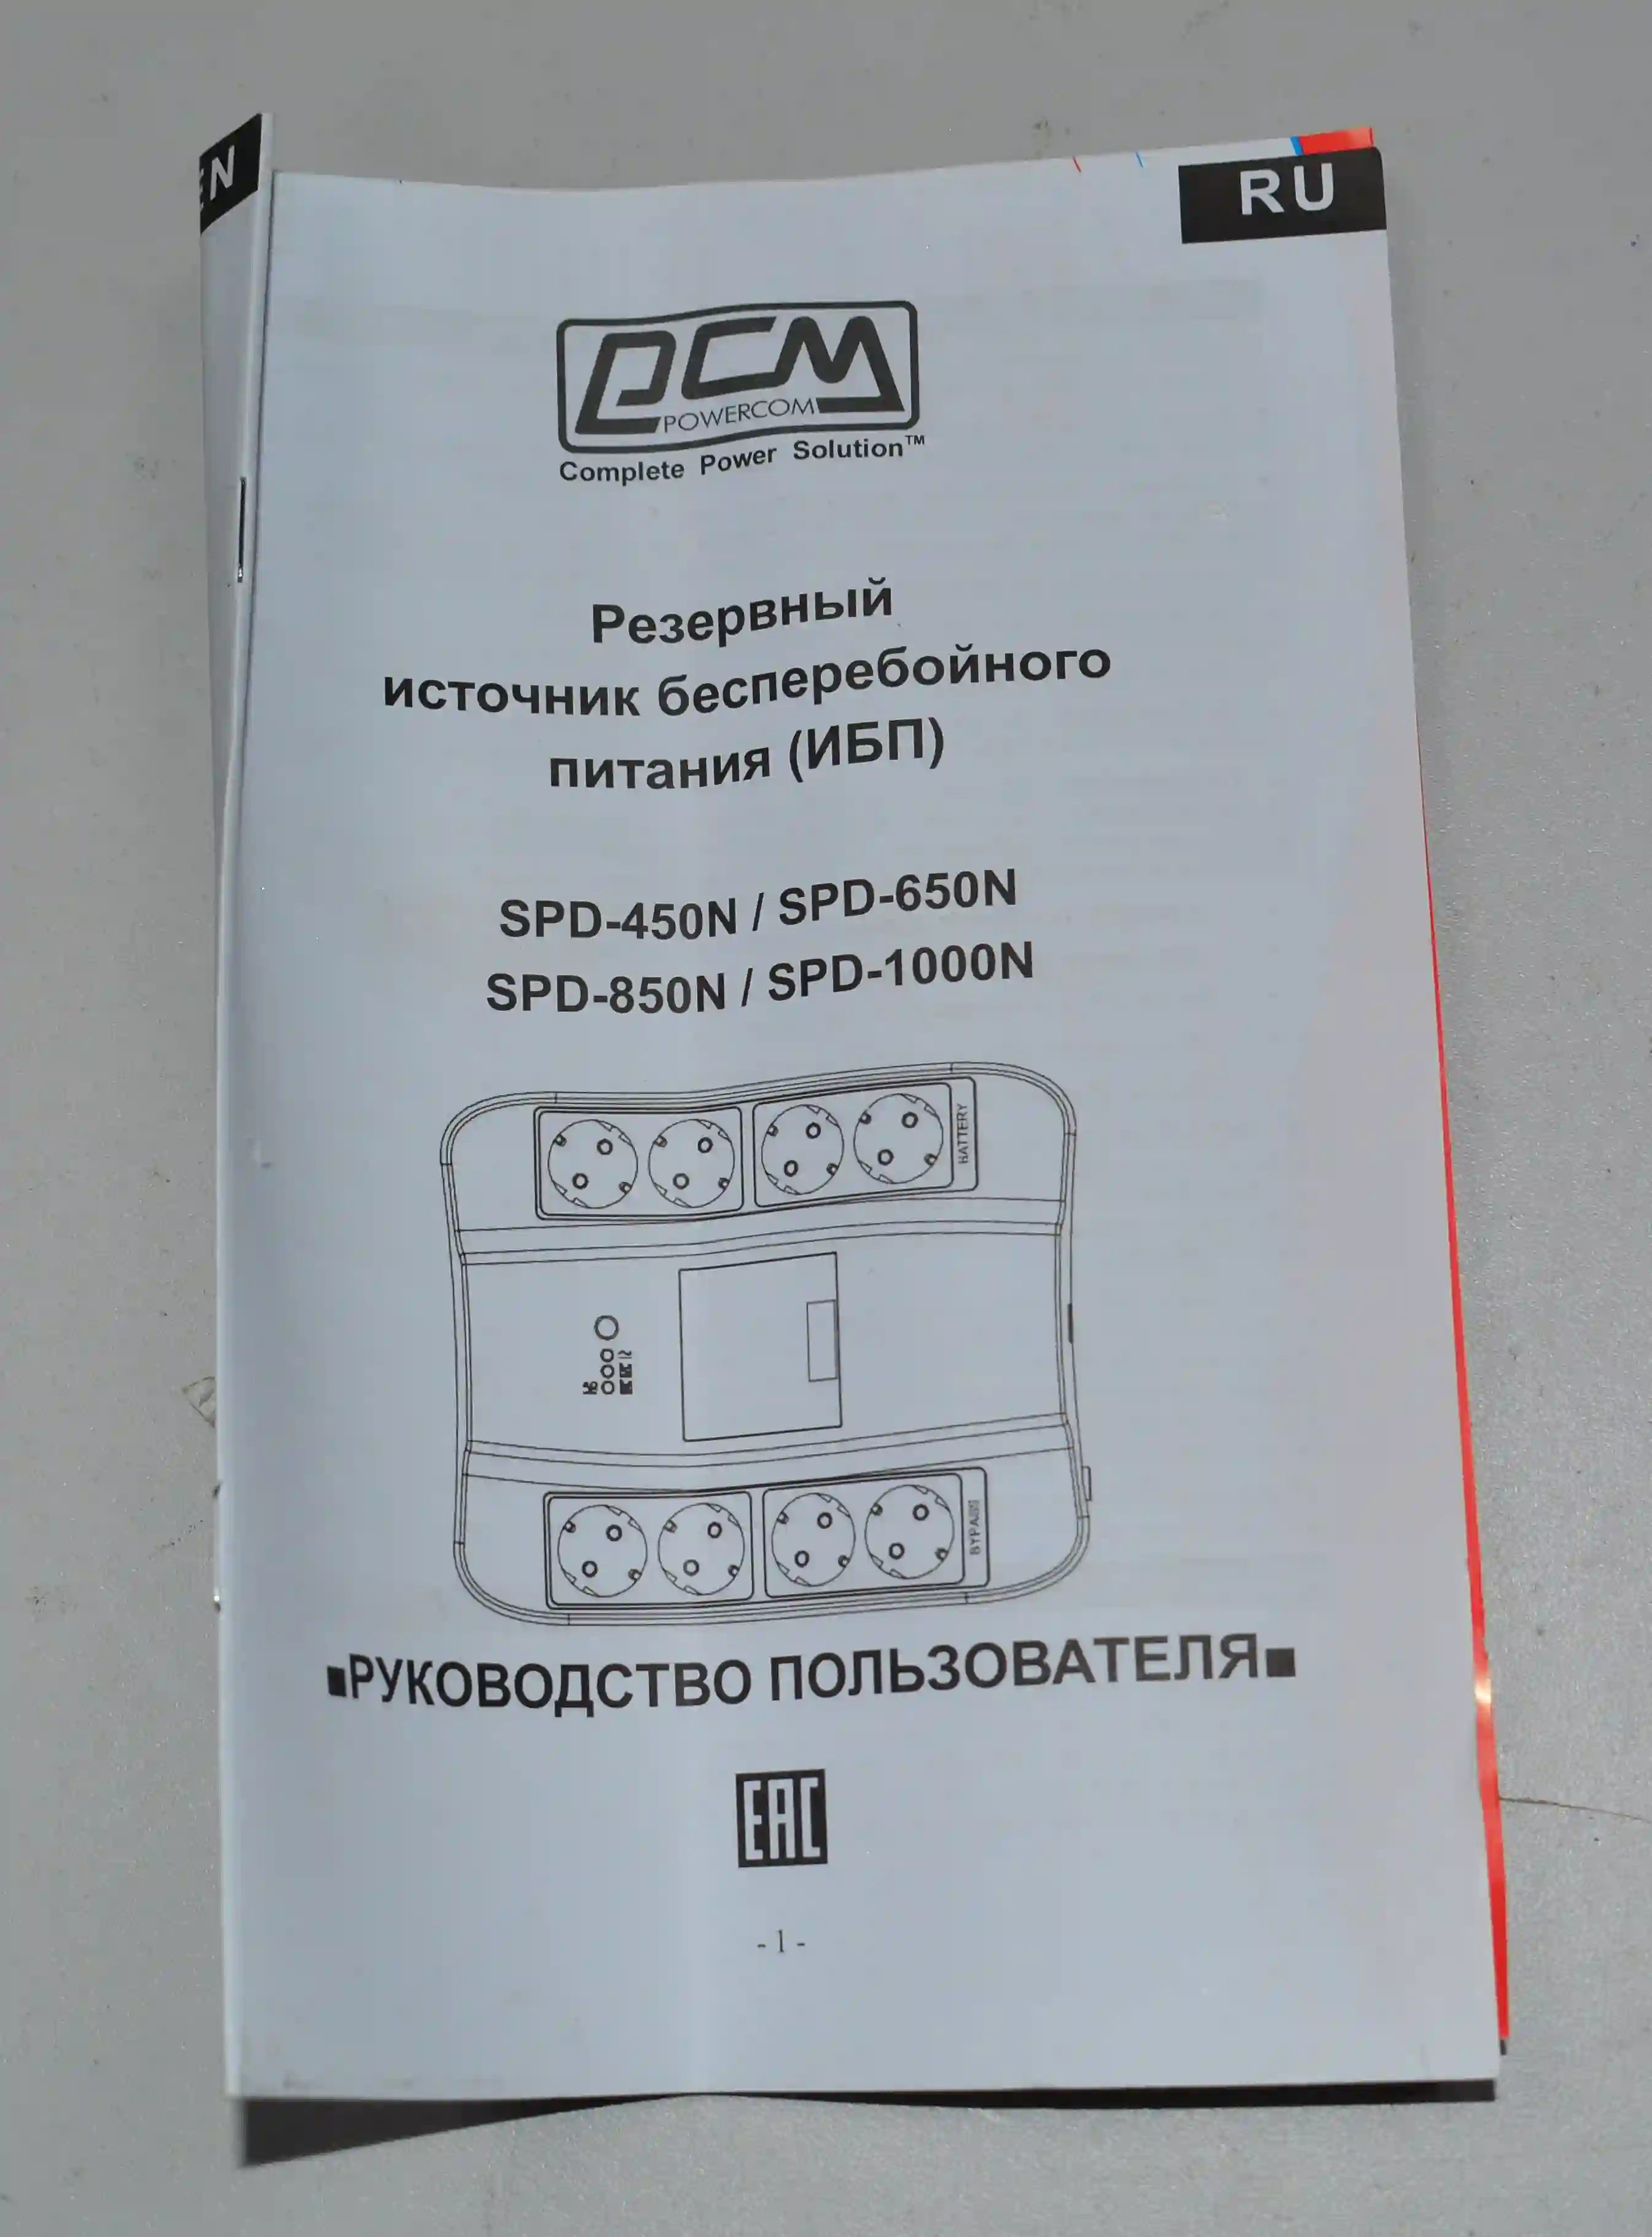 EN
RU
PCM
POWERCOM
Complete Power Solution™
Резервный
источник бесперебойного
питания (ИБП)
SPD-450N / SPD-650N
SPD-850N / SPD-1000N
BATTERY
BYPASS
■РУКОВОДСТВО ПОЛЬЗОВАТЕЛЯ■
EAC
- 1 -